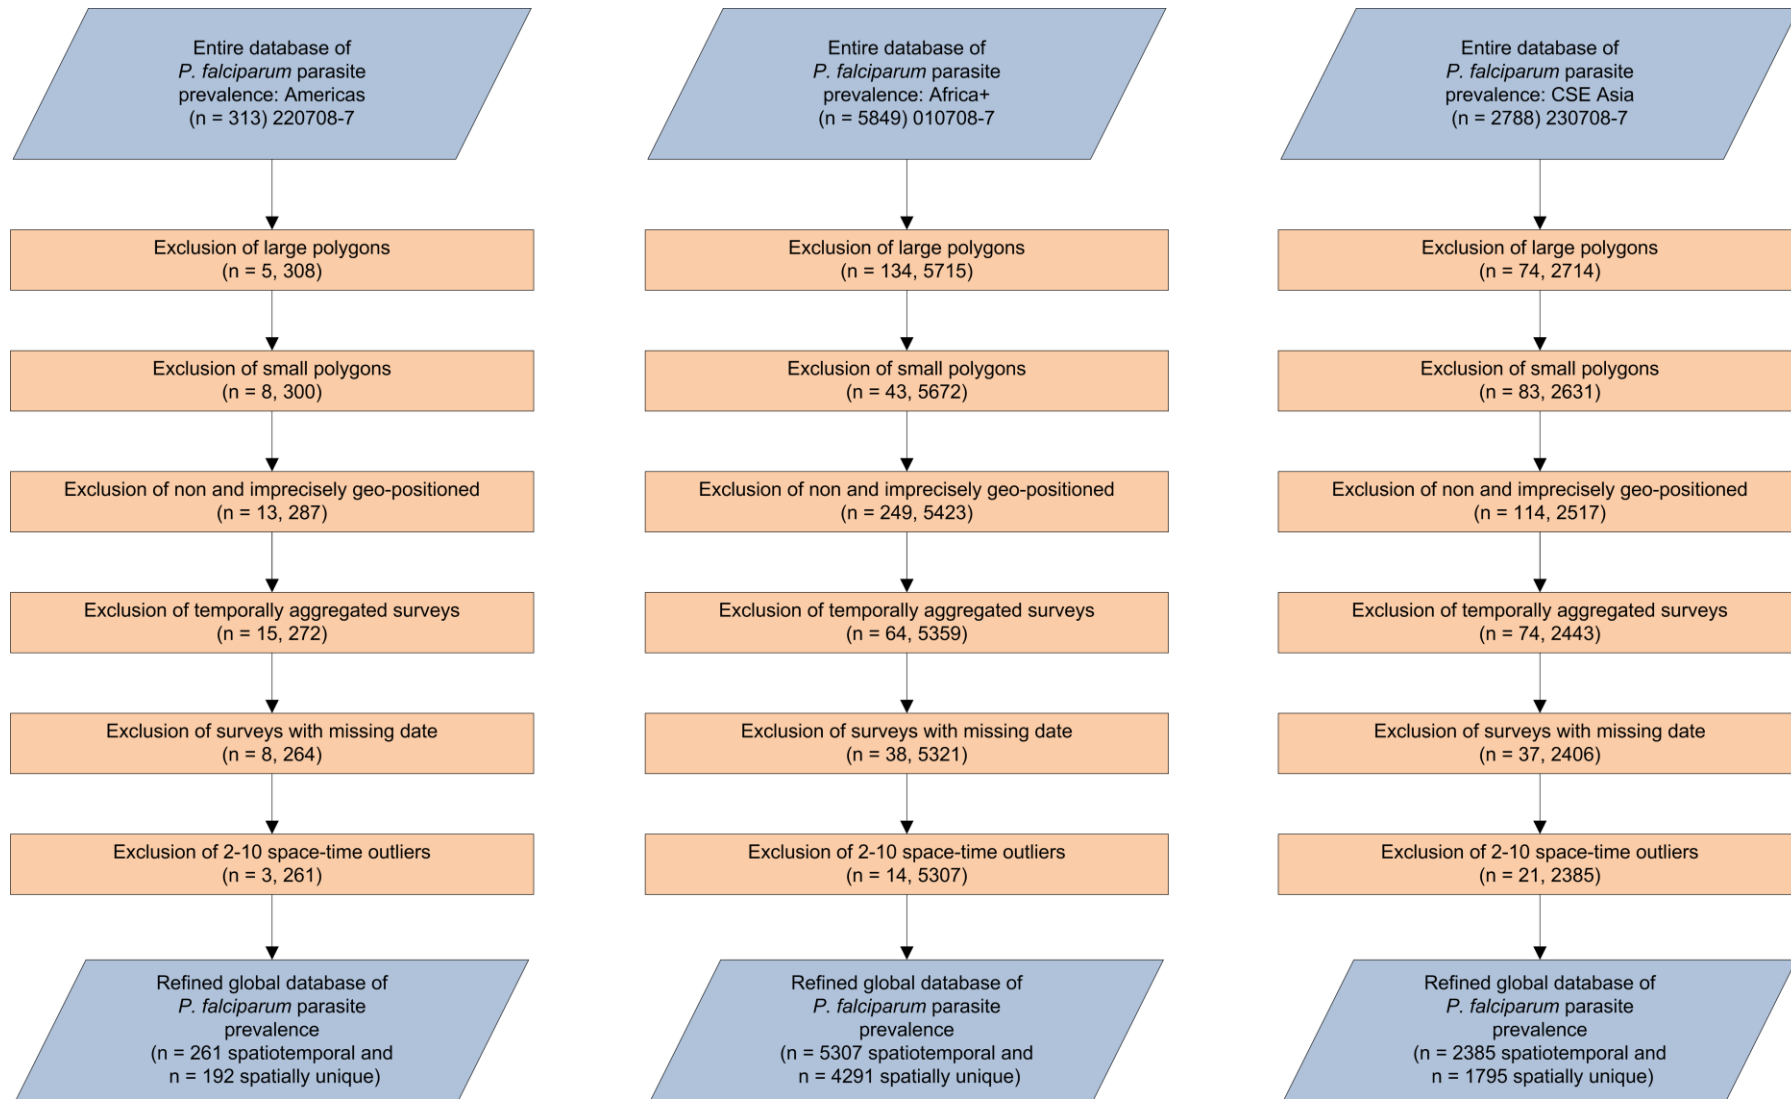 Entire database of
P. falciparum parasite
prevalence: Americas
(n = 313) 220708-7
Exclusion of large polygons
(n = 5, 308)
Exclusion of small polygons
(n = 8, 300)
Exclusion of non and imprecisely geo-positioned
(n = 13, 287)
Exclusion of temporally aggregated surveys
(n = 15, 272)
Exclusion of surveys with missing date
(n = 8, 264)
Exclusion of 2-10 space-time outliers
(n = 3, 261)
Refined global database of
P. falciparum parasite
prevalence
(n = 261 spatiotemporal and
n = 192 spatially unique)
Entire database of
P. falciparum parasite
prevalence: Africa+
(n = 5849) 010708-7
Exclusion of large polygons
(n = 134, 5715)
Exclusion of small polygons
(n = 43, 5672)
Exclusion of non and imprecisely geo-positioned
(n = 249, 5423)
Exclusion of temporally aggregated surveys
(n = 64, 5359)
Exclusion of surveys with missing date
(n = 38, 5321)
Exclusion of 2-10 space-time outliers
(n = 14, 5307)
Refined global database of
P. falciparum parasite
prevalence
(n = 5307 spatiotemporal and
n = 4291 spatially unique)
Entire database of
P. falciparum parasite
prevalence: CSE Asia
(n = 2788) 230708-7
Exclusion of large polygons
(n = 74, 2714)
Exclusion of small polygons
(n = 83, 2631)
Exclusion of non and imprecisely geo-positioned
(n = 114, 2517)
Exclusion of temporally aggregated surveys
(n = 74, 2443)
Exclusion of surveys with missing date
(n = 37, 2406)
Exclusion of 2-10 space-time outliers
(n = 21, 2385)
Refined global database of
P. falciparum parasite
prevalence
(n = 2385 spatiotemporal and
n = 1795 spatially unique)